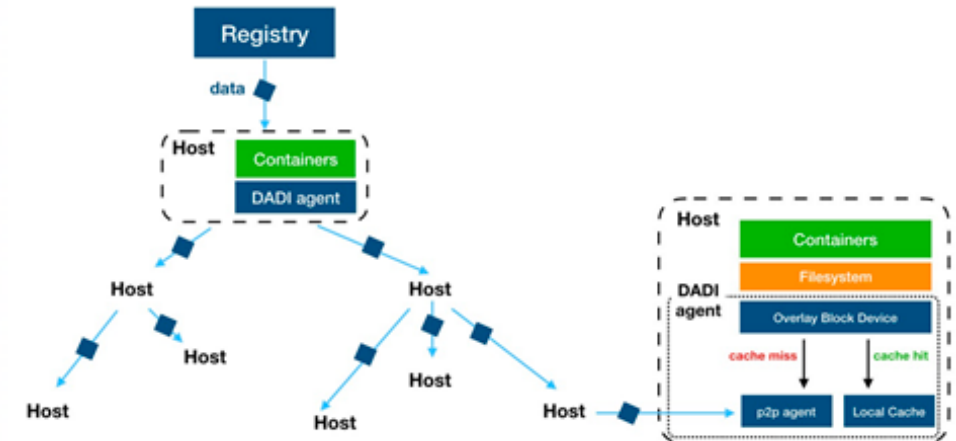 Registry
data
Host
Containers
DADI agent
Host
Host
Host
Host
Host
Host
Host
Host
Containers
Filesystem
DADI
agent
Overlay Block Device
cache miss
cache hit
p2p agent
Local Cache